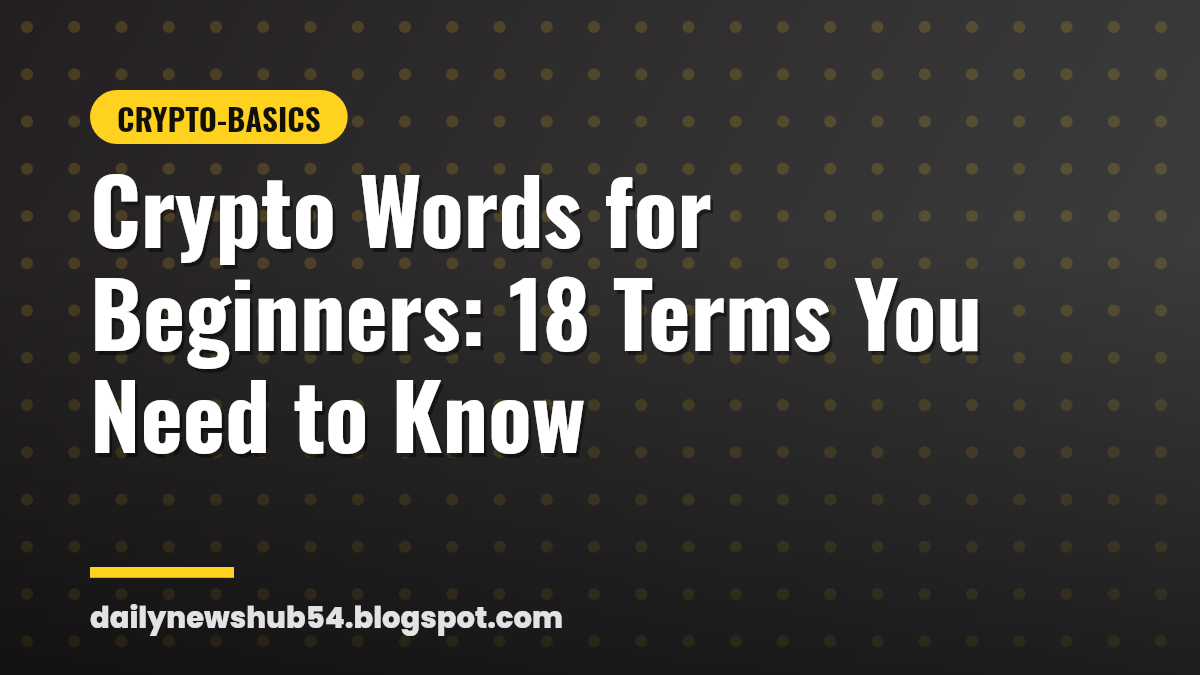 CRYPTO-BASICS
Crypto Words for
Beginners: 18 Terms You
Need to Know
dailynewshub54.blogspot.com